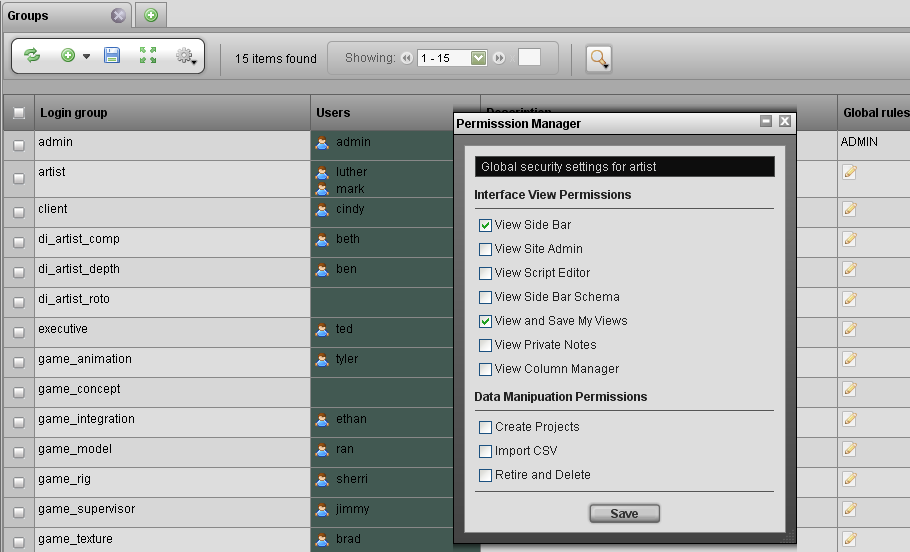 Groups
15 items found
Showing:
1 - 15
Login group
Users
Description
Global rules
admin
admin
ADMIN
artist
luther
mark
client
cindy
di_artist_comp
beth
di_artist_depth
ben
di_artist_roto
executive
ted
game_animation
tyler
game_concept
game_integration
ethan
game_model
ran
game_rig
sherri
game_supervisor
jimmy
game_texture
brad
Permisssion Manager
Global security settings for artist
Interface View Permissions
View Side Bar
View Site Admin
View Script Editor
View Side Bar Schema
View and Save My Views
View Private Notes
View Column Manager
Data Manipuation Permissions
Create Projects
Import CSV
Retire and Delete
Save